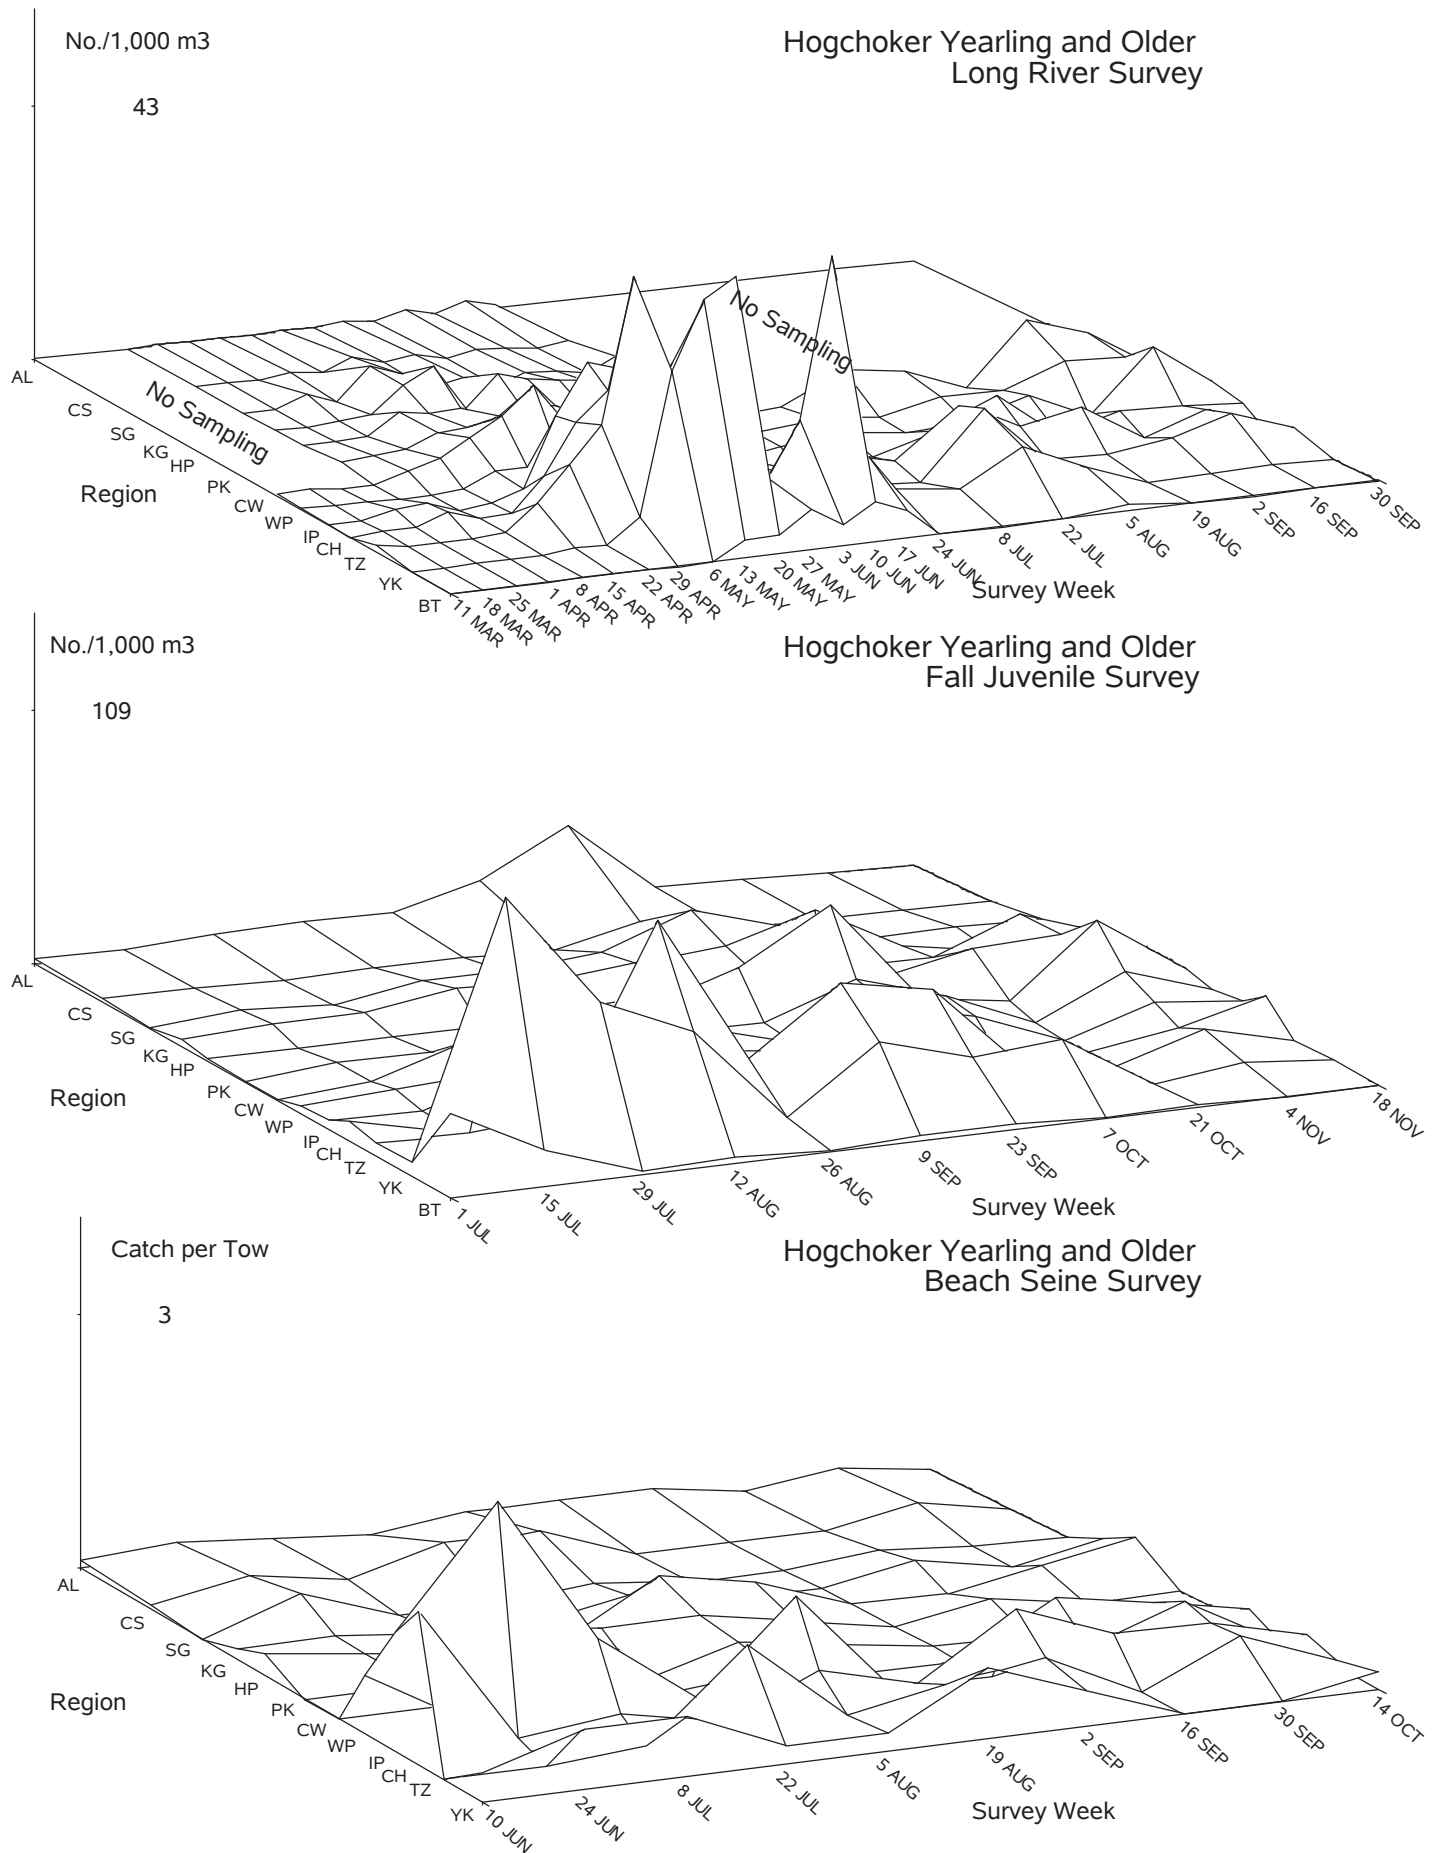 No./1,000 m3
Hogchoker Yearling and Older
Long River Survey
43
No Sampling
No Sampling
AL
CS
SG
KG
HP
PK
CW
WP
IP
CH
TZ
YK
BT
Region
11 MAR
18 MAR
25 MAR
1 APR
8 APR
15 APR
22 APR
29 APR
6 MAY
13 MAY
20 MAY
27 MAY
3 JUN
10 JUN
17 JUN
24 JUN
8 JUL
22 JUL
5 AUG
19 AUG
2 SEP
16 SEP
30 SEP
Survey Week
No./1,000 m3
Hogchoker Yearling and Older
Fall Juvenile Survey
109
AL
CS
SG
KG
HP
PK
CW
WP
IP
CH
TZ
YK
BT
Region
1 JUL
15 JUL
29 JUL
12 AUG
26 AUG
9 SEP
23 SEP
7 OCT
21 OCT
4 NOV
18 NOV
Survey Week
Catch per Tow
Hogchoker Yearling and Older
Beach Seine Survey
3
AL
CS
SG
KG
HP
PK
CW
WP
IP
CH
TZ
YK
Region
10 JUN
24 JUN
8 JUL
22 JUL
5 AUG
19 AUG
2 SEP
16 SEP
30 SEP
14 OCT
Survey Week